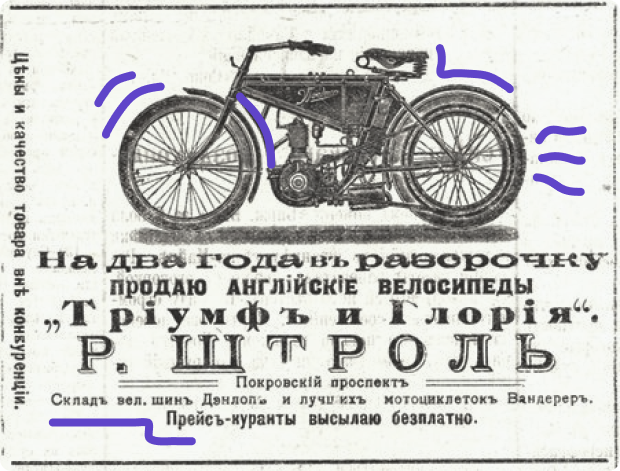 Цѣны и качество товара внѣ конкуренціи.
На два года въ разсрочку
ПРОДАЮ АНГЛІЙСКІЕ ВЕЛОСИПЕДЫ
„Тріумфъ и Глорія“.
Р. ШТРОЛЬ
Покровскій проспектъ
Складъ вел. шинъ Дэнлопъ и лучшихъ мотоциклетокъ Вандереръ.
Прейсъ-куранты высылаю безплатно.